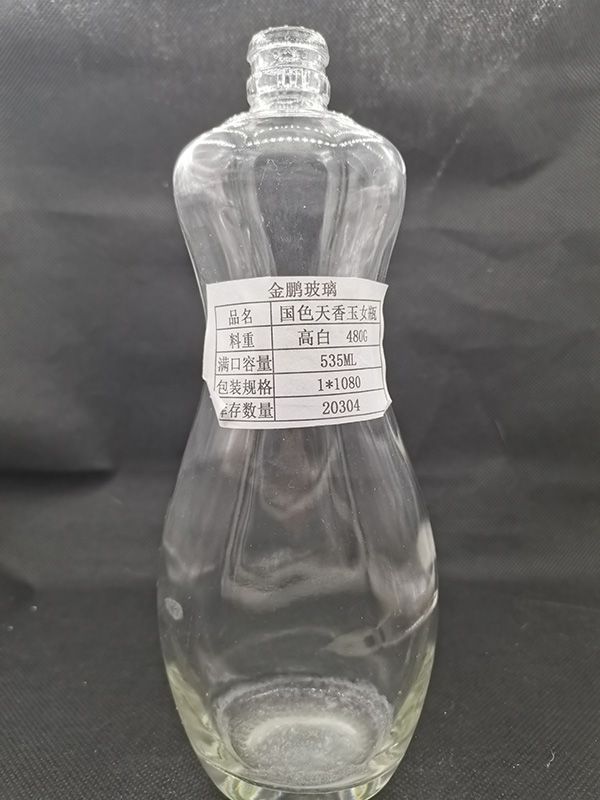 金鹏玻璃
品名 国色天香玉女瓶
料重 高白 480G
满口容量 535ML
包装规格 1*1080
存数量 20304